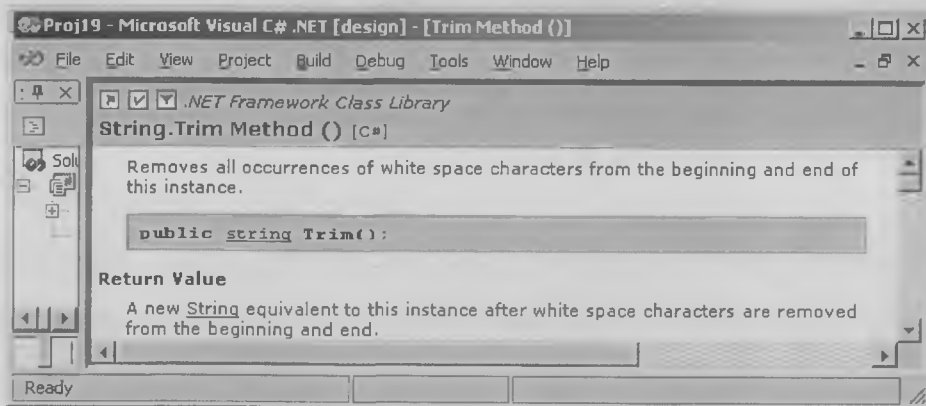 Proj19 - Microsoft Visual C# .NET [design] - [Trim Method ()]
File Edit View Project Build Debug Tools Window Help
.NET Framework Class Library
String.Trim Method () [C#]
Solu
Removes all occurrences of white space characters from the beginning and end of
this instance.
public string Trim();
Return Value
A new String equivalent to this instance after white space characters are removed
from the beginning and end.
Ready